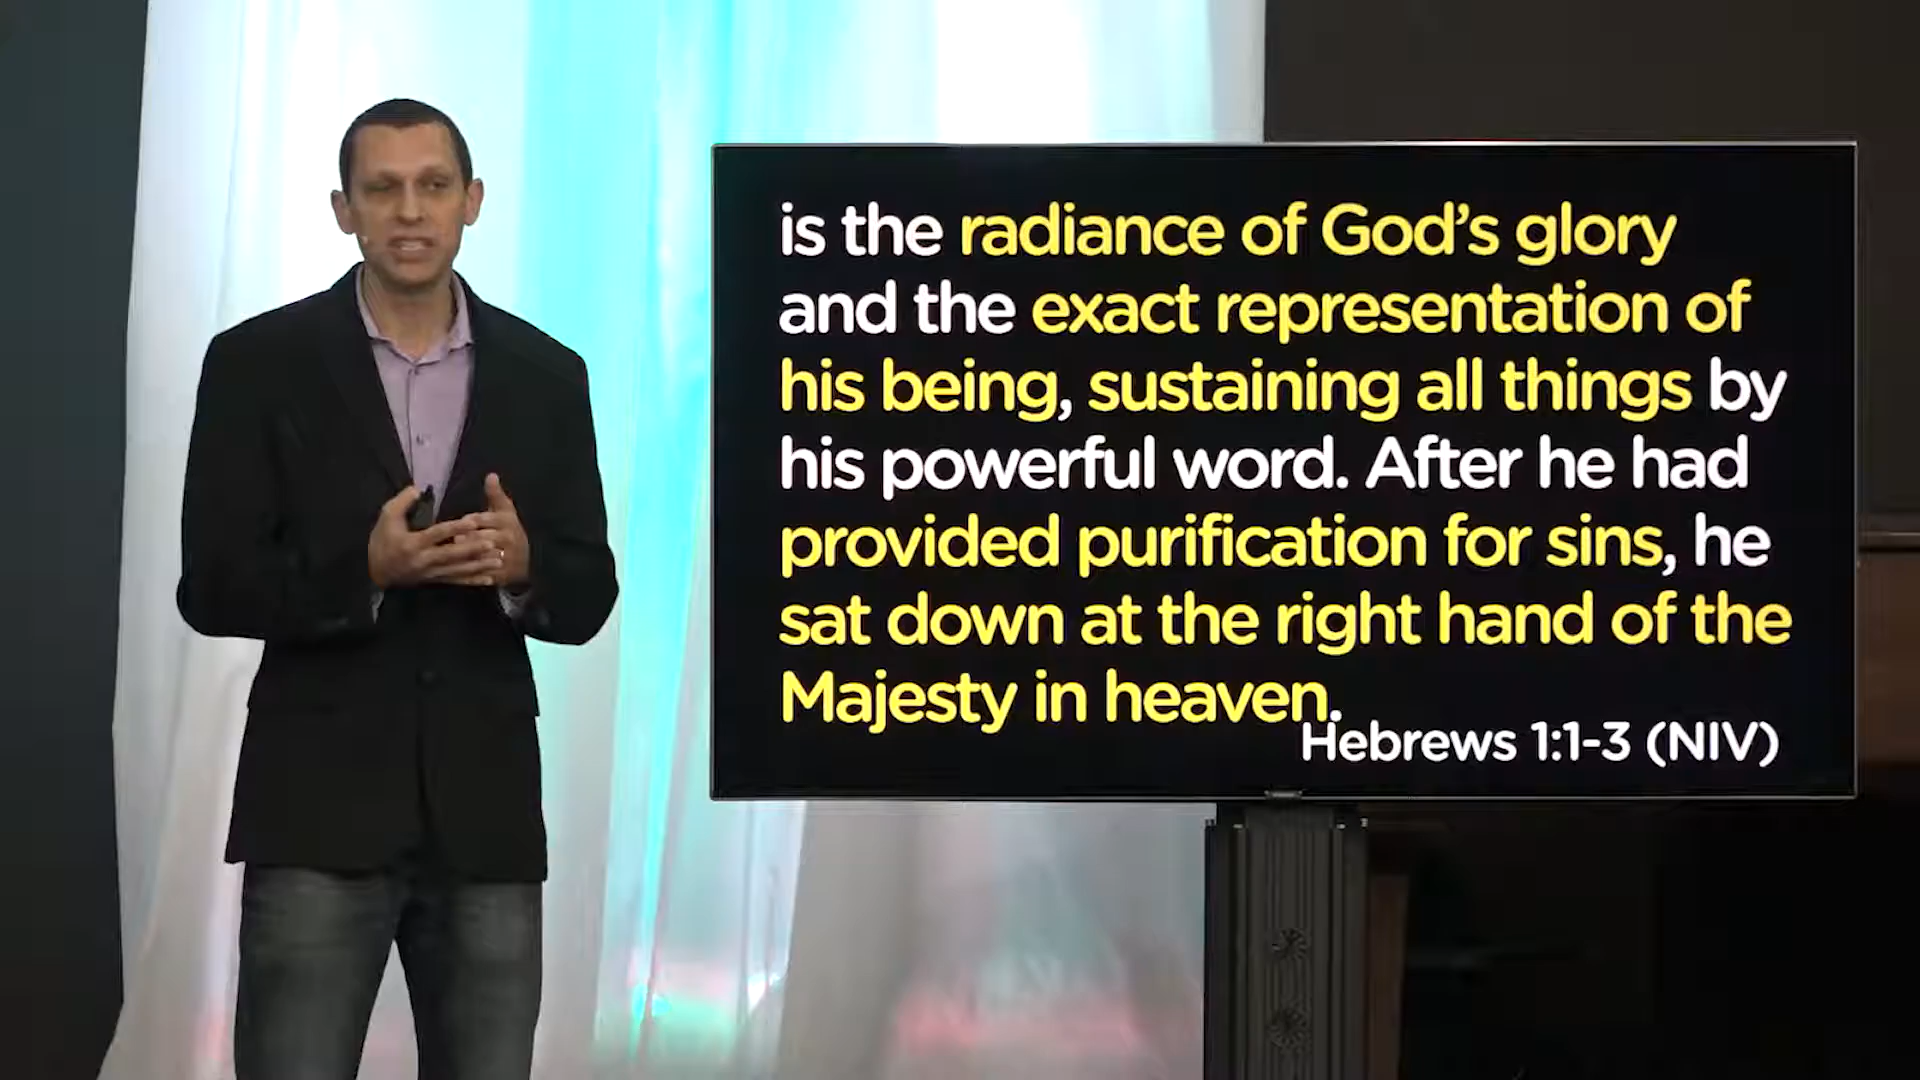 is the radiance of God’s glory
and the exact representation of
his being, sustaining all things by
his powerful word. After he had
provided purification for sins, he
sat down at the right hand of the
Majesty in heaven.
Hebrews 1:1-3 (NIV)